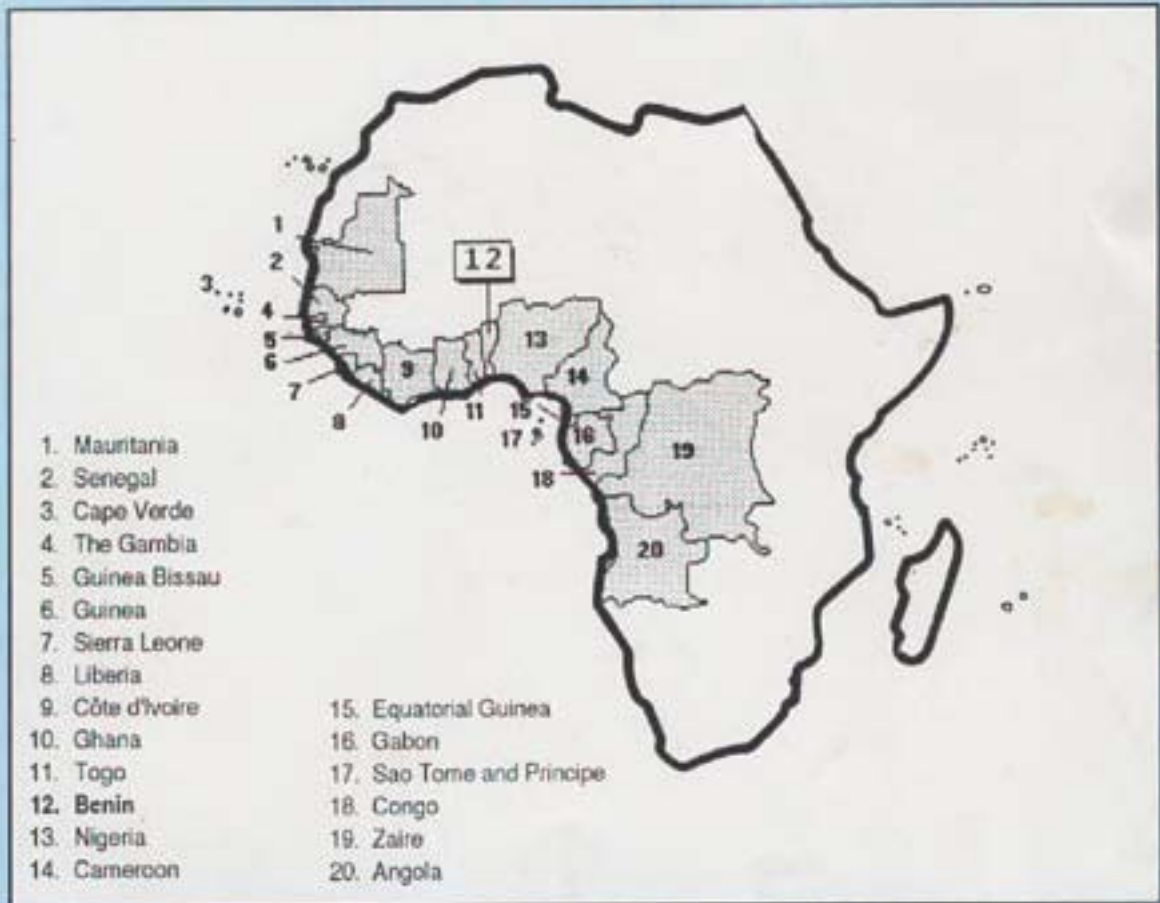 1
2
3
4
5
6
7
8
9
10
11
12
13
14
15
16
17
18
19
20
1. Mauritania
2. Senegal
3. Cape Verde
4. The Gambia
5. Guinea Bissau
6. Guinea
7. Sierra Leone
8. Liberia
9. Côte d'Ivoire
10. Ghana
11. Togo
12. Benin
13. Nigeria
14. Cameroon
15. Equatorial Guinea
16. Gabon
17. Sao Tome and Principe
18. Congo
19. Zaire
20. Angola